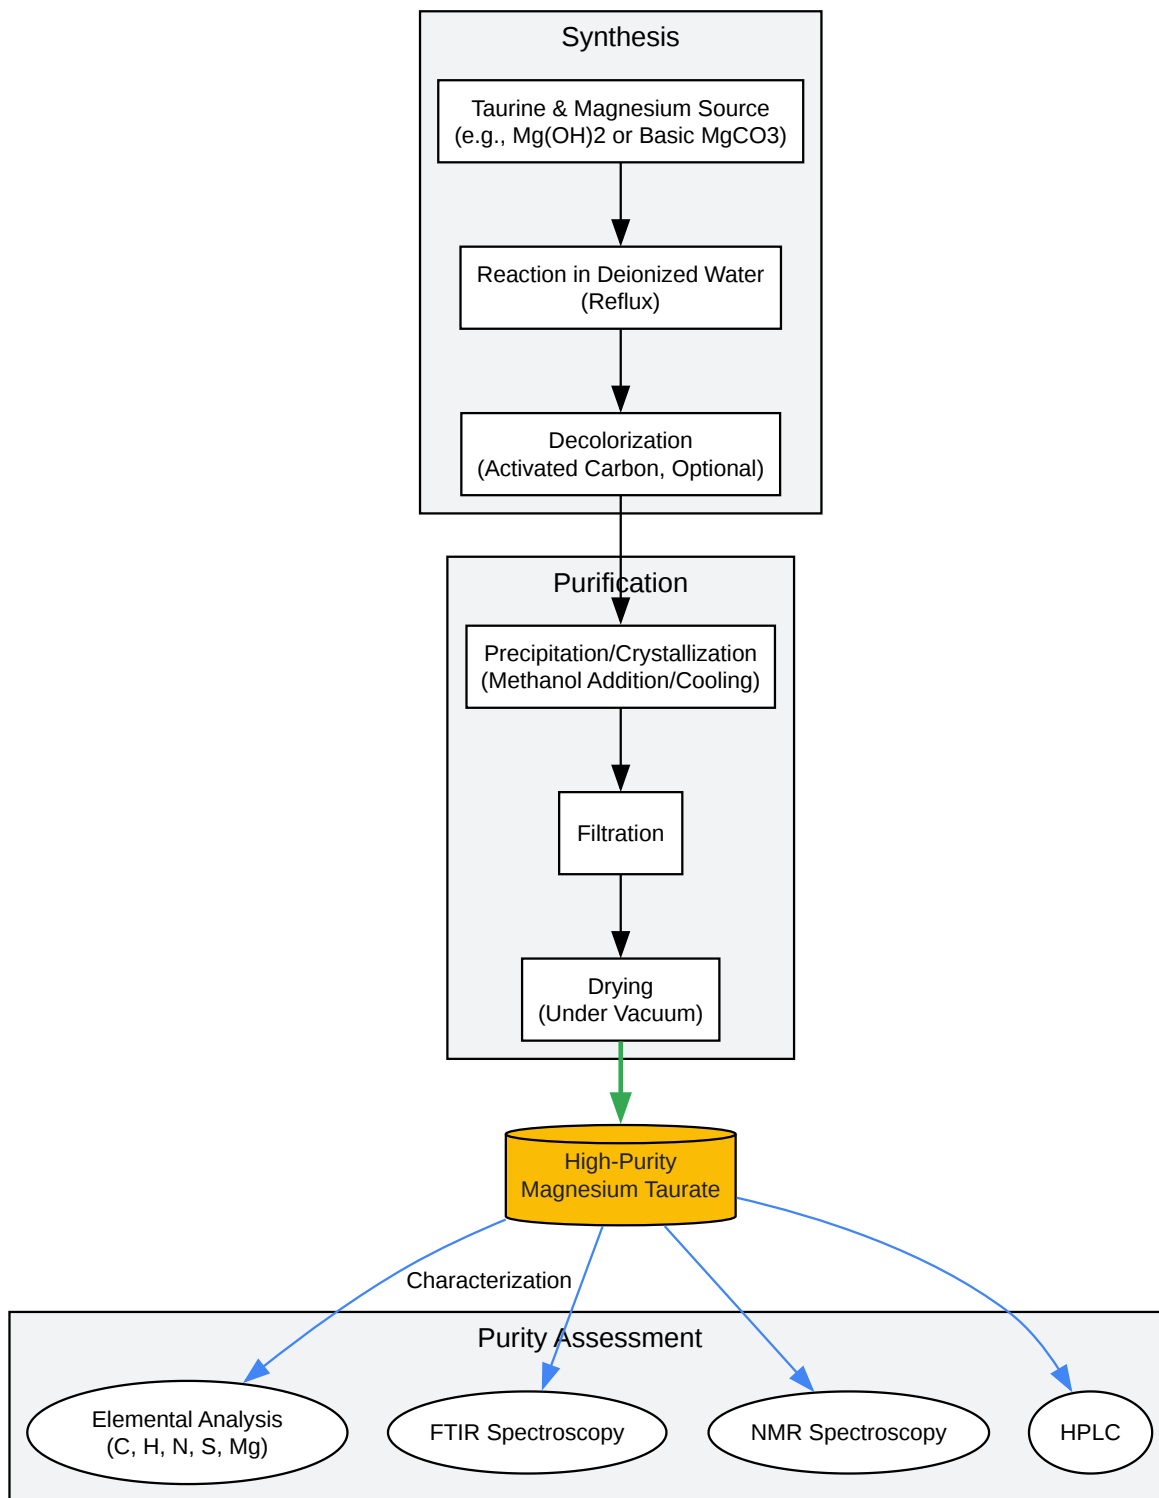 Synthesis
Taurine & Magnesium Source
(e.g., Mg(OH)2 or Basic MgCO3)
Reaction in Deionized Water
(Reflux)
Decolorization
(Activated Carbon, Optional)
Purification
Precipitation/Crystallization
(Methanol Addition/Cooling)
Filtration
Drying
(Under Vacuum)
High-Purity
Magnesium Taurate
Characterization
Purity Assessment
Elemental Analysis
(C, H, N, S, Mg)
FTIR Spectroscopy
NMR Spectroscopy
HPLC